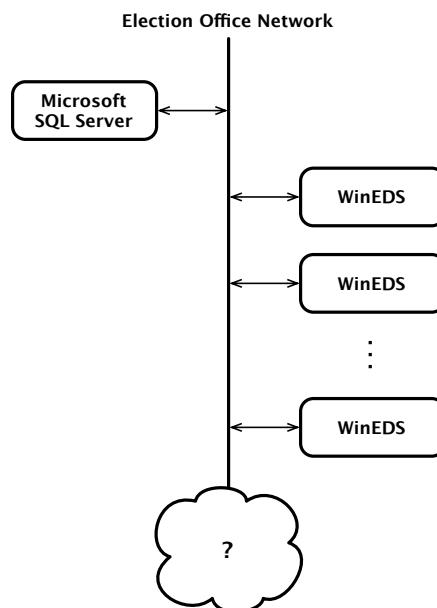 Election Office Network
Microsoft
SQL Server
WinEDS
WinEDS
WinEDS
?